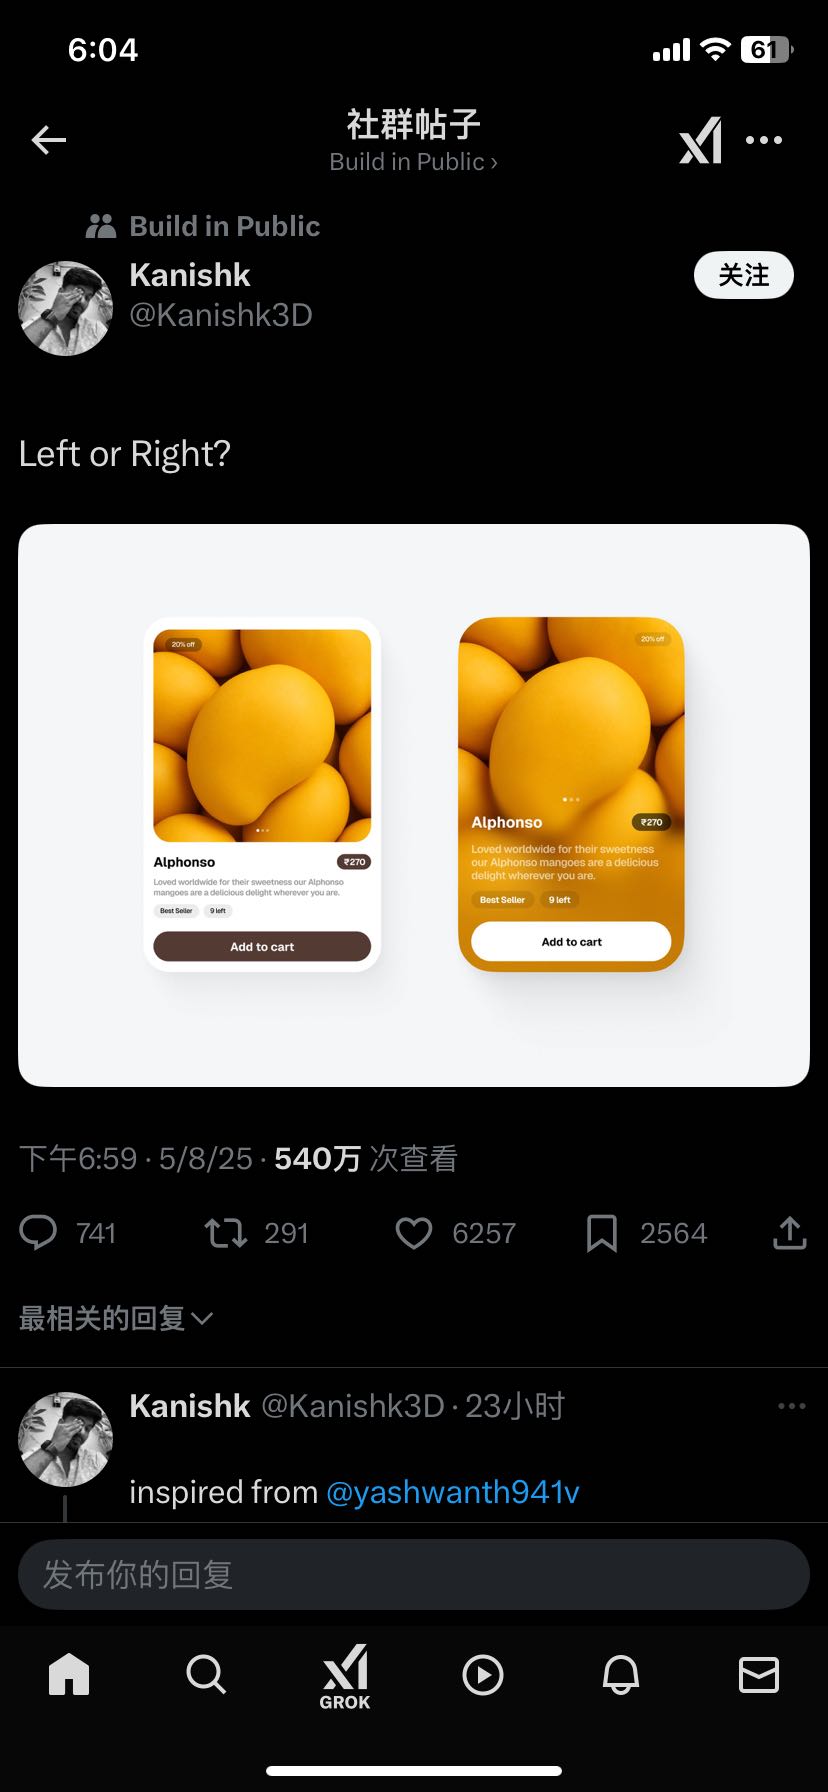 6:04
61
社群帖子
Build in Public ›
Build in Public
Kanishk
@Kanishk3D
关注
Left or Right?
20% off
Alphonso
₹270
Loved worldwide for their sweetness our Alphonso
mangoes are a delicious delight wherever you are.
Best Seller
9 left
Add to cart
20% off
Alphonso
₹270
Loved worldwide for their sweetness
our Alphonso mangoes are a delicious
delight wherever you are.
Best Seller
9 left
Add to cart
下午6:59 · 5/8/25 · 540万 次查看
741
291
6257
2564
最相关的回复
Kanishk @Kanishk3D · 23小时
inspired from @yashwanth941v
发布你的回复
GROK